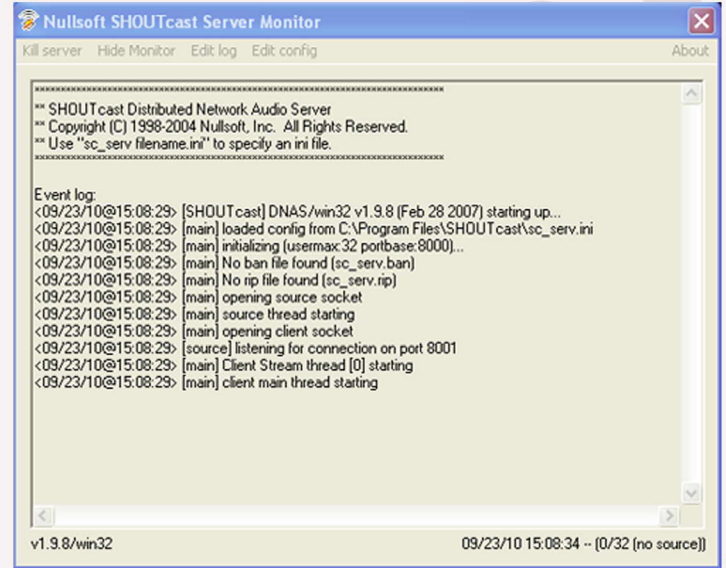 Nullsoft SHOUTcast Server Monitor
Kill server Hide Monitor Edit log Edit config About
*******************************************************************************
** SHOUTcast Distributed Network Audio Server
** Copyright (C) 1998-2004 Nullsoft, Inc. All Rights Reserved.
** Use "sc_serv filename.ini" to specify an ini file.
*******************************************************************************
Event log:
<09/23/10@15:08:29> [SHOUTcast] DNAS/win32 v1.9.8 (Feb 28 2007) starting up...
<09/23/10@15:08:29> [main] loaded config from C:\Program Files\SHOUTcast\sc_serv.ini
<09/23/10@15:08:29> [main] initializing (usermax:32 portbase:8000)...
<09/23/10@15:08:29> [main] No ban file found (sc_serv.ban)
<09/23/10@15:08:29> [main] No rip file found (sc_serv.rip)
<09/23/10@15:08:29> [main] opening source socket
<09/23/10@15:08:29> [main] source thread starting
<09/23/10@15:08:29> [main] opening client socket
<09/23/10@15:08:29> [source] listening for connection on port 8001
<09/23/10@15:08:29> [main] Client Stream thread [0] starting
<09/23/10@15:08:29> [main] client main thread starting
v1.9.8/win32 09/23/10 15:08:34 -- (0/32 (no source))